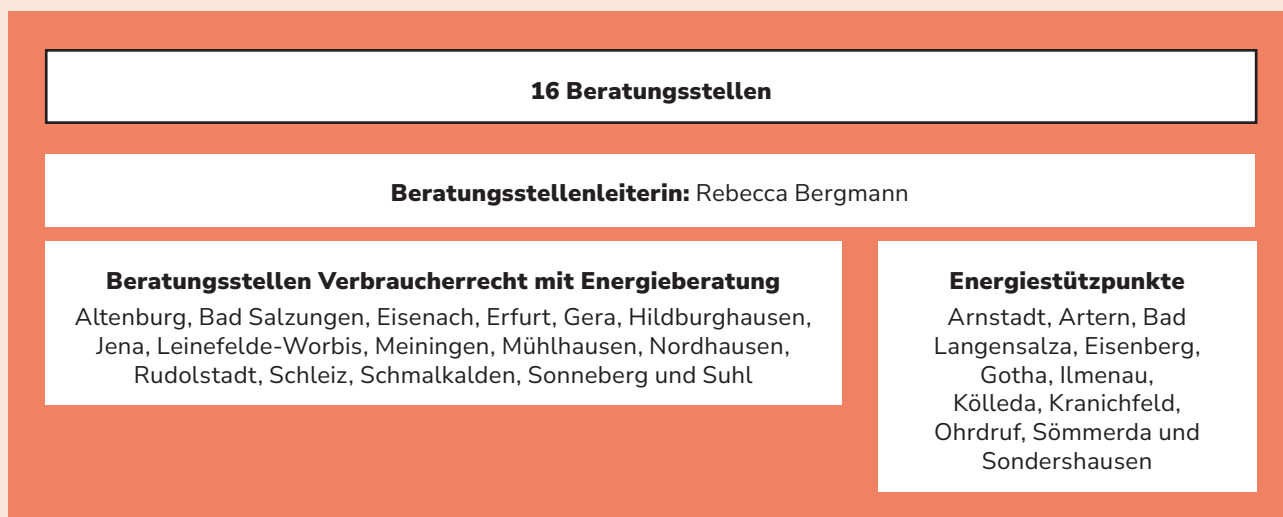 16 Beratungsstellen
Beratungsstellenleiterin: Rebecca Bergmann
Beratungsstellen Verbraucherrecht mit Energieberatung
Altenburg, Bad Salzungen, Eisenach, Erfurt, Gera, Hildburghausen,
Jena, Leinefelde-Worbis, Meiningen, Mühlhausen, Nordhausen,
Rudolstadt, Schleiz, Schmalkalden, Sonneberg und Suhl
Energiestützpunkte
Arnstadt, Artern, Bad
Langensalza, Eisenberg,
Gotha, Ilmenau,
Kölleda, Kranichfeld,
Ohrdruf, Sömmerda und
Sondershausen